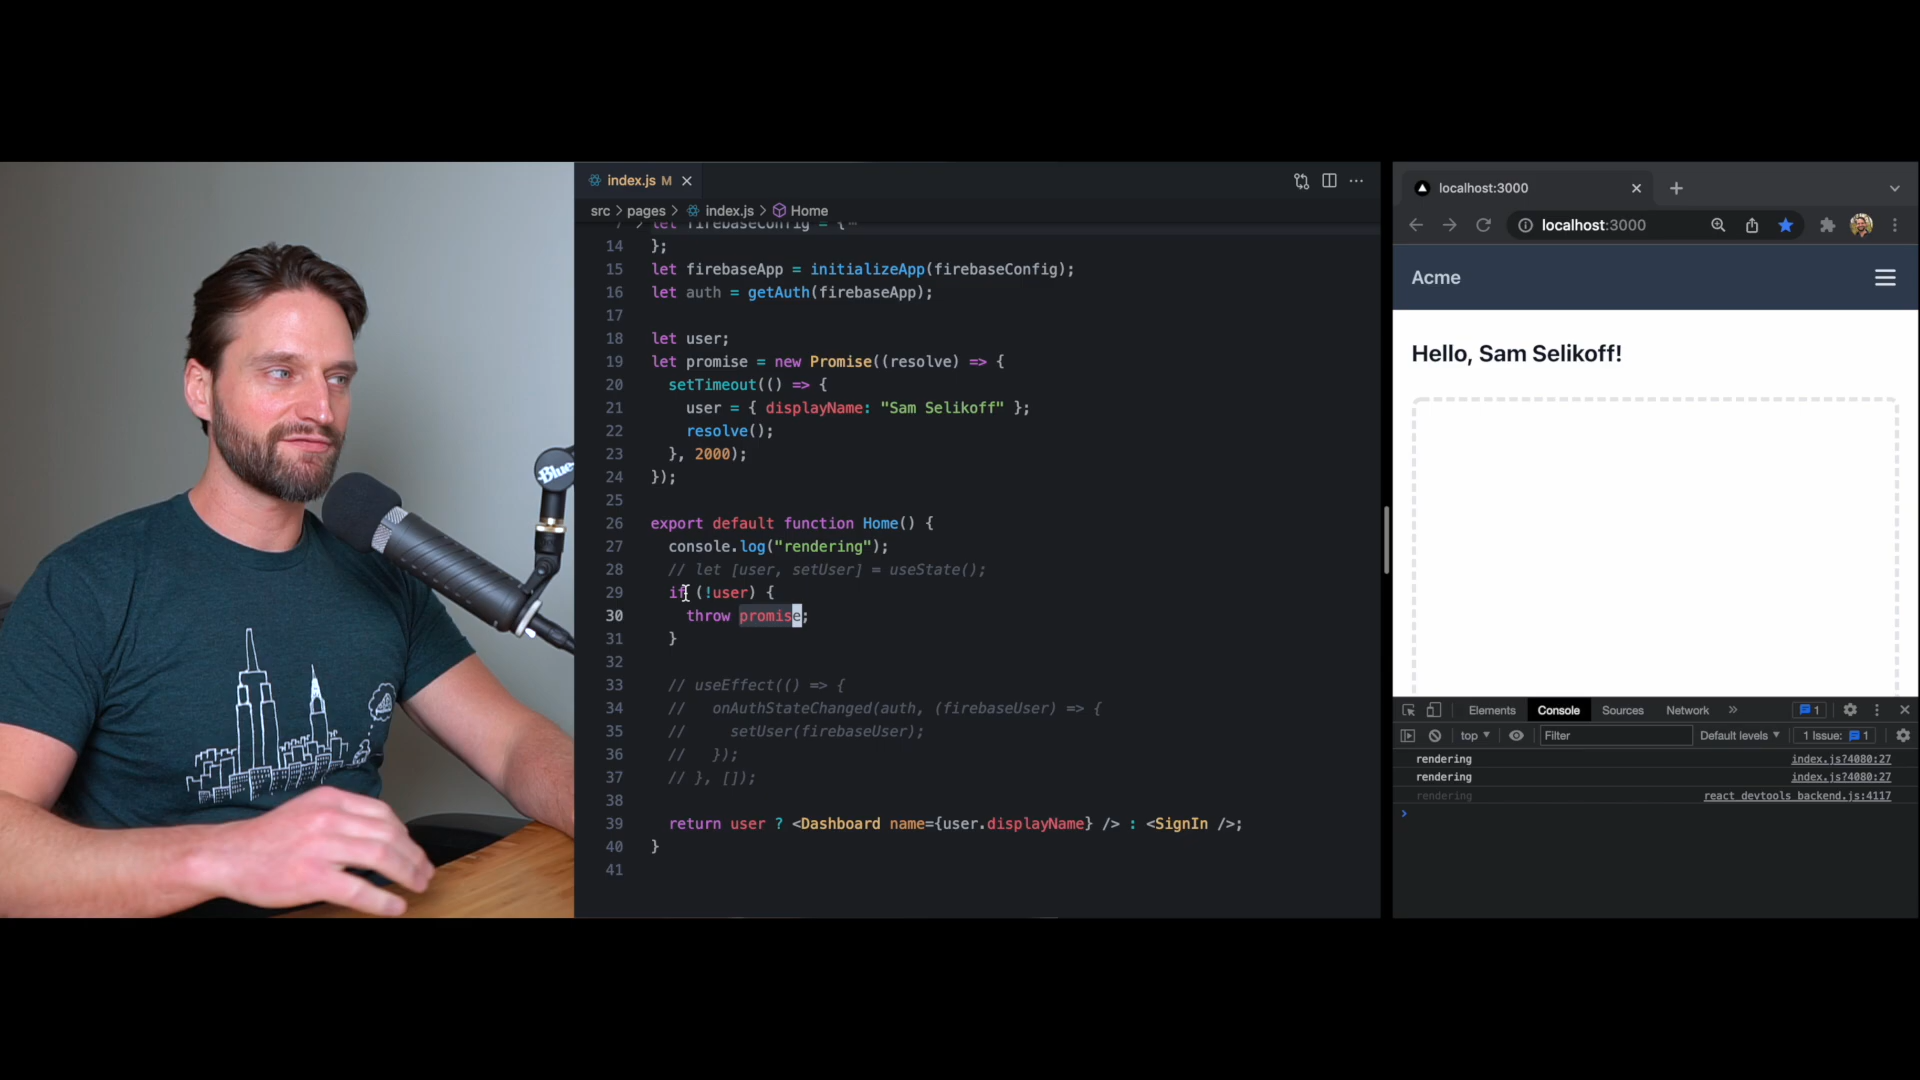 Blue
index.js M
src > pages > index.js > Home
7 let firebaseConfig = {
14 };
15 let firebaseApp = initializeApp(firebaseConfig);
16 let auth = getAuth(firebaseApp);
17
18 let user;
19 let promise = new Promise((resolve) => {
20 setTimeout(() => {
21 user = { displayName: "Sam Selikoff" };
22 resolve();
23 }, 2000);
24 });
25
26 export default function Home() {
27 console.log("rendering");
28 // let [user, setUser] = useState();
29 if (!user) {
30 throw promise;
31 }
32
33 // useEffect(() => {
34 // onAuthStateChanged(auth, (firebaseUser) => {
35 // setUser(firebaseUser);
36 // });
37 // }, []);
38
39 return user ? <Dashboard name={user.displayName} /> : <SignIn />;
40 }
41
localhost:3000
localhost:3000
Acme
Hello, Sam Selikoff!
Elements Console Sources Network » 1
top Filter Default levels 1 Issue: 1
rendering index.js?4080:27
rendering index.js?4080:27
rendering react_devtools_backend.js:4117